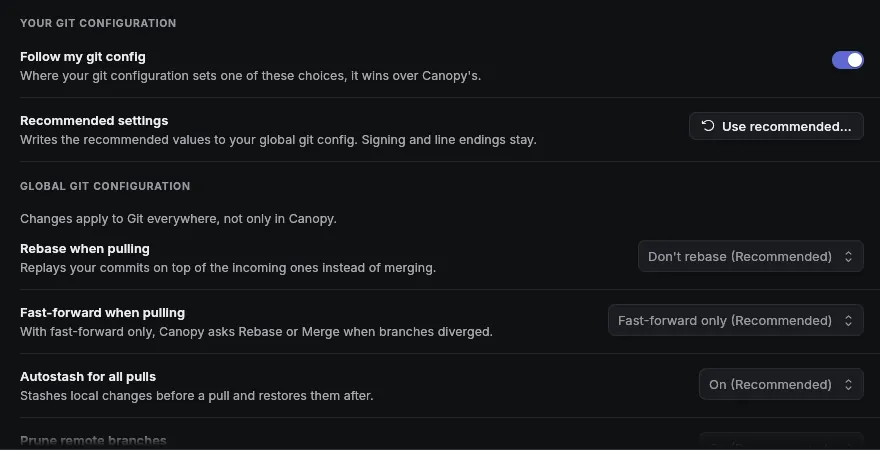 YOUR GIT CONFIGURATION
Follow my git config
Where your git configuration sets one of these choices, it wins over Canopy's.
Recommended settings
Writes the recommended values to your global git config. Signing and line endings stay.
Use recommended...
GLOBAL GIT CONFIGURATION
Changes apply to Git everywhere, not only in Canopy.
Rebase when pulling
Replays your commits on top of the incoming ones instead of merging.
Don't rebase (Recommended)
Fast-forward when pulling
With fast-forward only, Canopy asks Rebase or Merge when branches diverged.
Fast-forward only (Recommended)
Autostash for all pulls
Stashes local changes before a pull and restores them after.
On (Recommended)
Prune remote branches